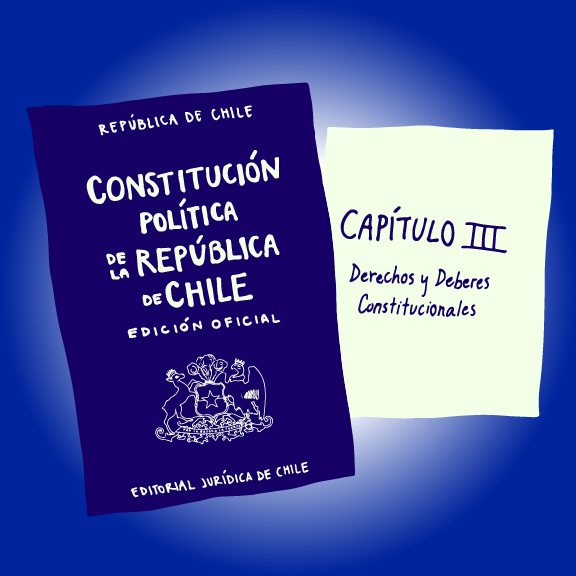 REPÚBLICA DE CHILE
CONSTITUCIÓN
POLÍTICA
DE LA REPÚBLICA
DE CHILE
EDICIÓN OFICIAL
EDITORIAL JURÍDICA DE CHILE
CAPÍTULO III
Derechos y Deberes
Constitucionales